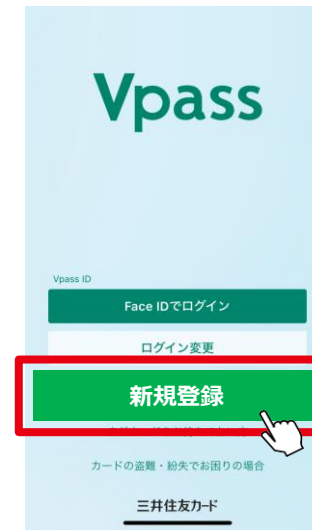 Vpass
Vpass ID
Face IDでログイン
ログイン変更
新規登録
カードの盗難・紛失でお困りの場合
三井住友カード